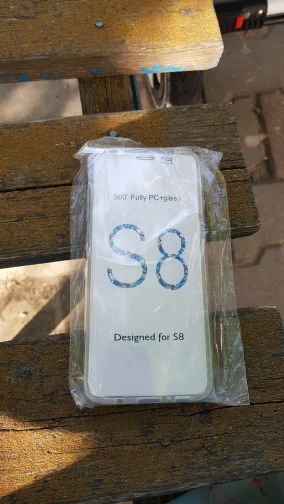 360° Fully PC+glass
S8
Designed for S8